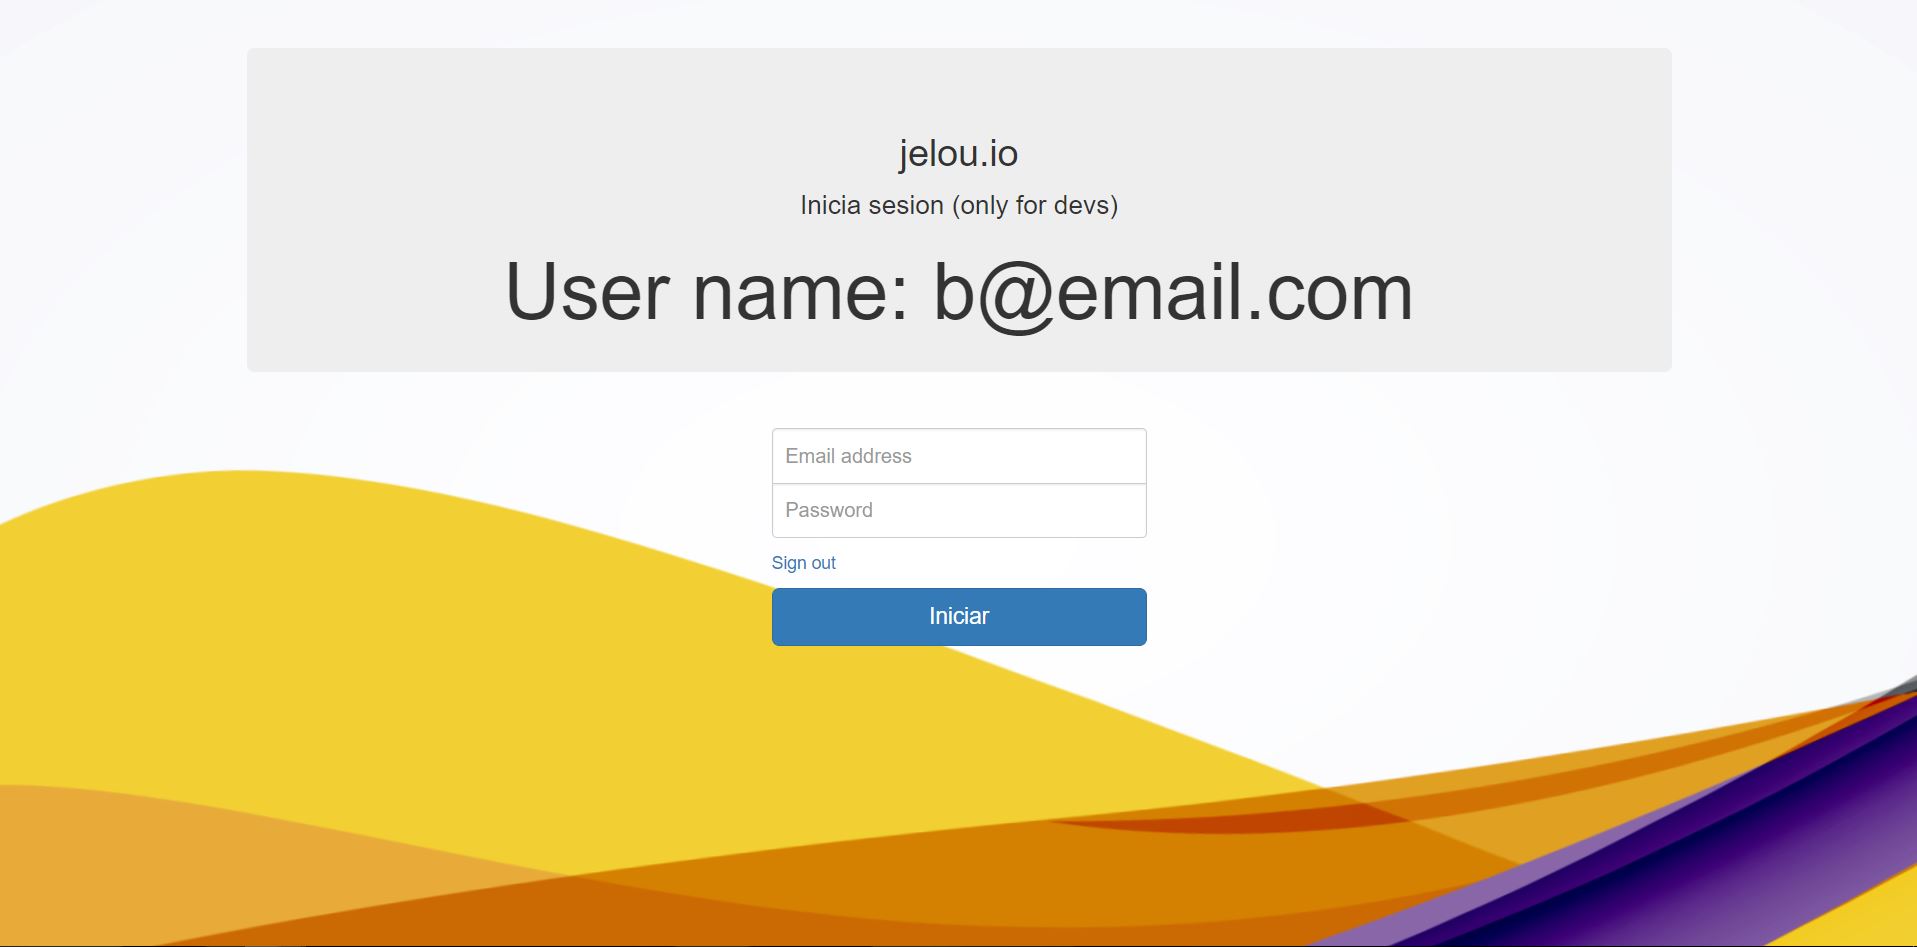 jelou.io
Inicia sesion (only for devs)
User name: b@email.com
Email address
Password
Sign out
Iniciar